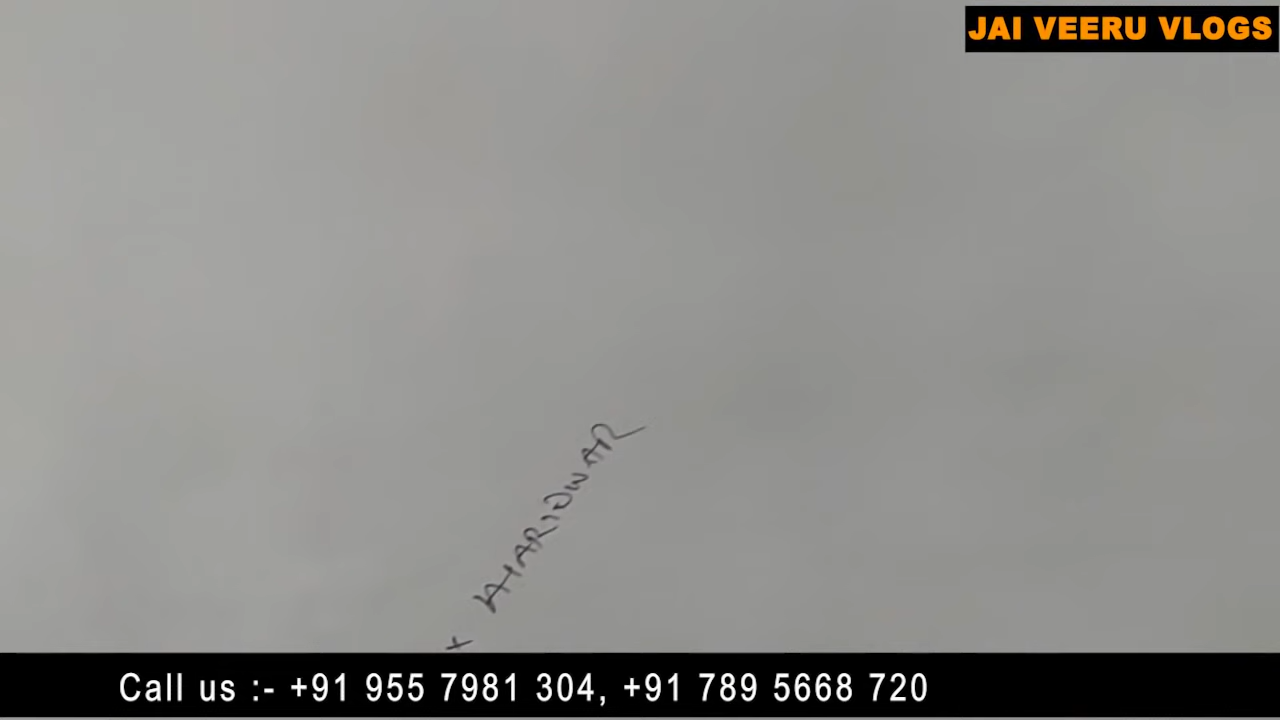 JAI VEERU VLOGS
x HARIDWAR
Call us :- +91 955 7981 304, +91 789 5668 720